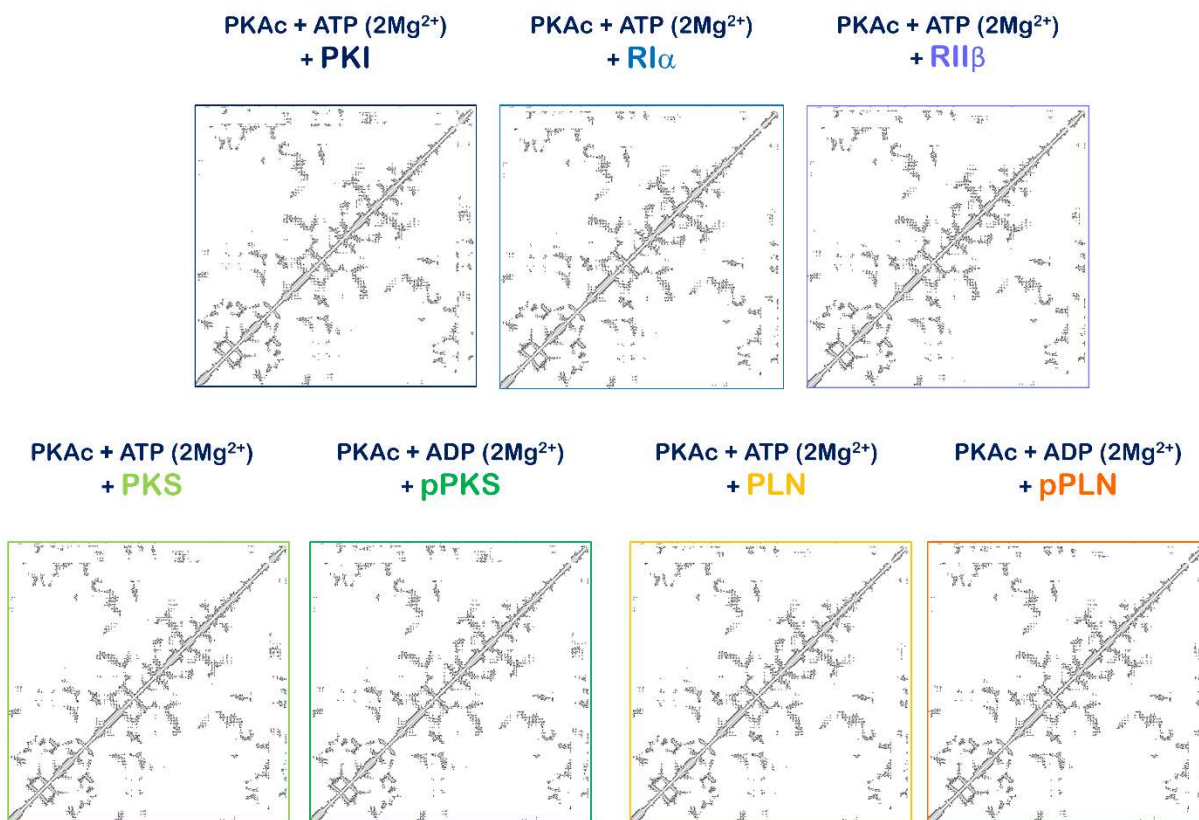 PKAc + ATP (2Mg²⁺)
+ PKI
PKAc + ATP (2Mg²⁺)
+ RIα
PKAc + ATP (2Mg²⁺)
+ RIIβ
PKAc + ATP (2Mg²⁺)
+ PKS
PKAc + ADP (2Mg²⁺)
+ pPKS
PKAc + ATP (2Mg²⁺)
+ PLN
PKAc + ADP (2Mg²⁺)
+ pPLN